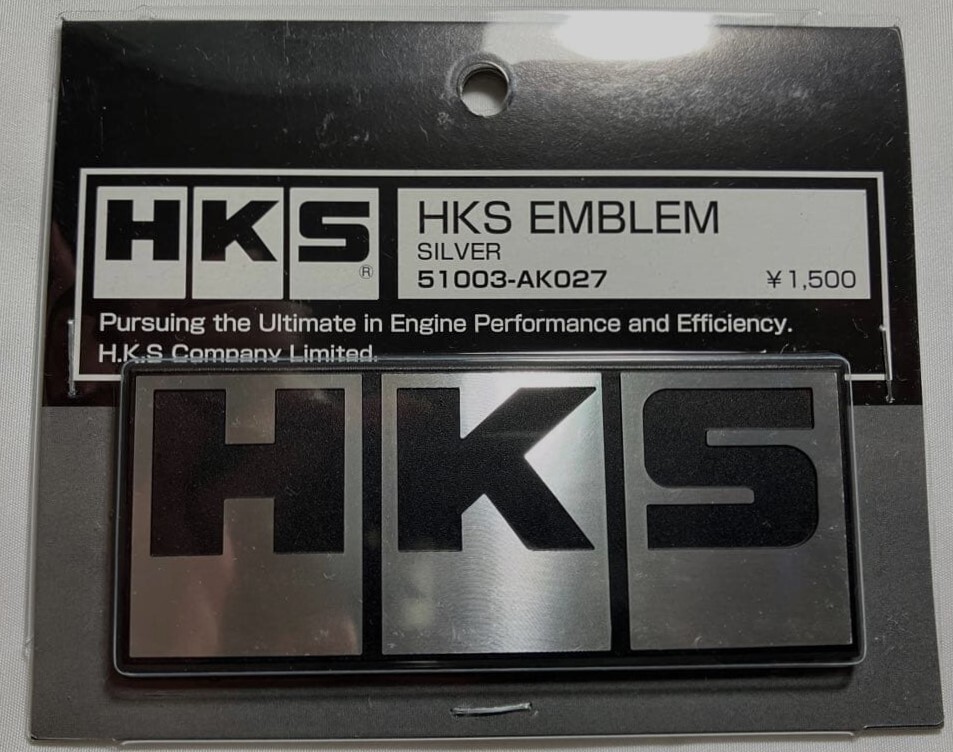 HKS®
HKS EMBLEM
SILVER
51003-AK027 ¥1,500
Pursuing the Ultimate in Engine Performance and Efficiency.
H.K.S Company Limited.
HKS